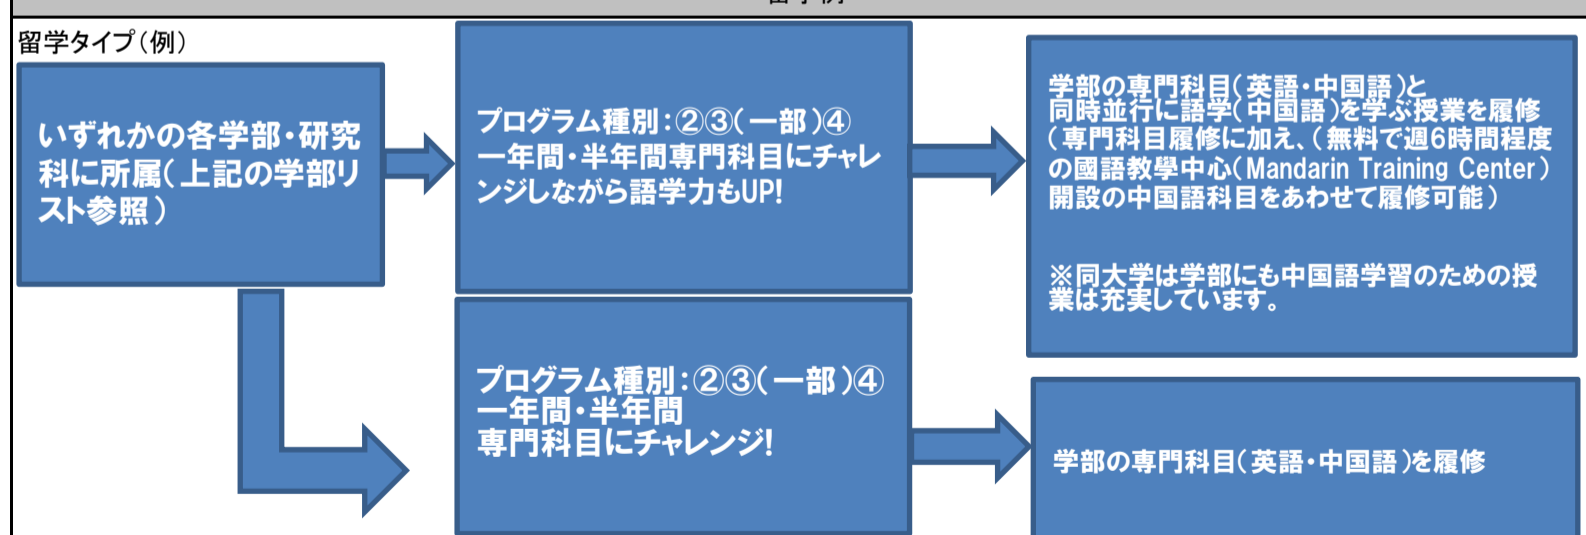 留学タイプ（例）
いずれかの各学部・研究
科に所属（上記の学部リ
スト参照）
プログラム種別：②③（一部）④
一年間・半年間専門科目にチャレ
ンジしながら語学力もUP!
学部の専門科目（英語・中国語）と
同時並行に語学（中国語）を学ぶ授業を履修
（専門科目履修に加え、（無料で週6時間程度
の國語教學中心（Mandarin Training Center）
開設の中国語科目をあわせて履修可能）
※同大学は学部にも中国語学習のための授
業は充実しています。
プログラム種別：②③（一部）④
一年間・半年間
専門科目にチャレンジ!
学部の専門科目（英語・中国語）を履修